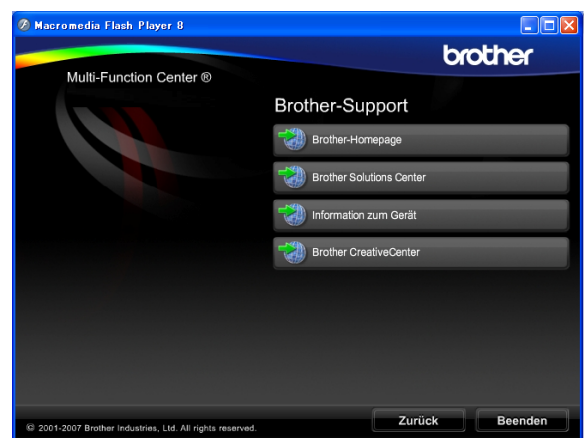 Macromedia Flash Player 8
brother
Multi-Function Center ®
Brother-Support
Brother-Homepage
Brother Solutions Center
Information zum Gerät
Brother CreativeCenter
Zurück
Beenden
© 2001-2007 Brother Industries, Ltd. All rights reserved.